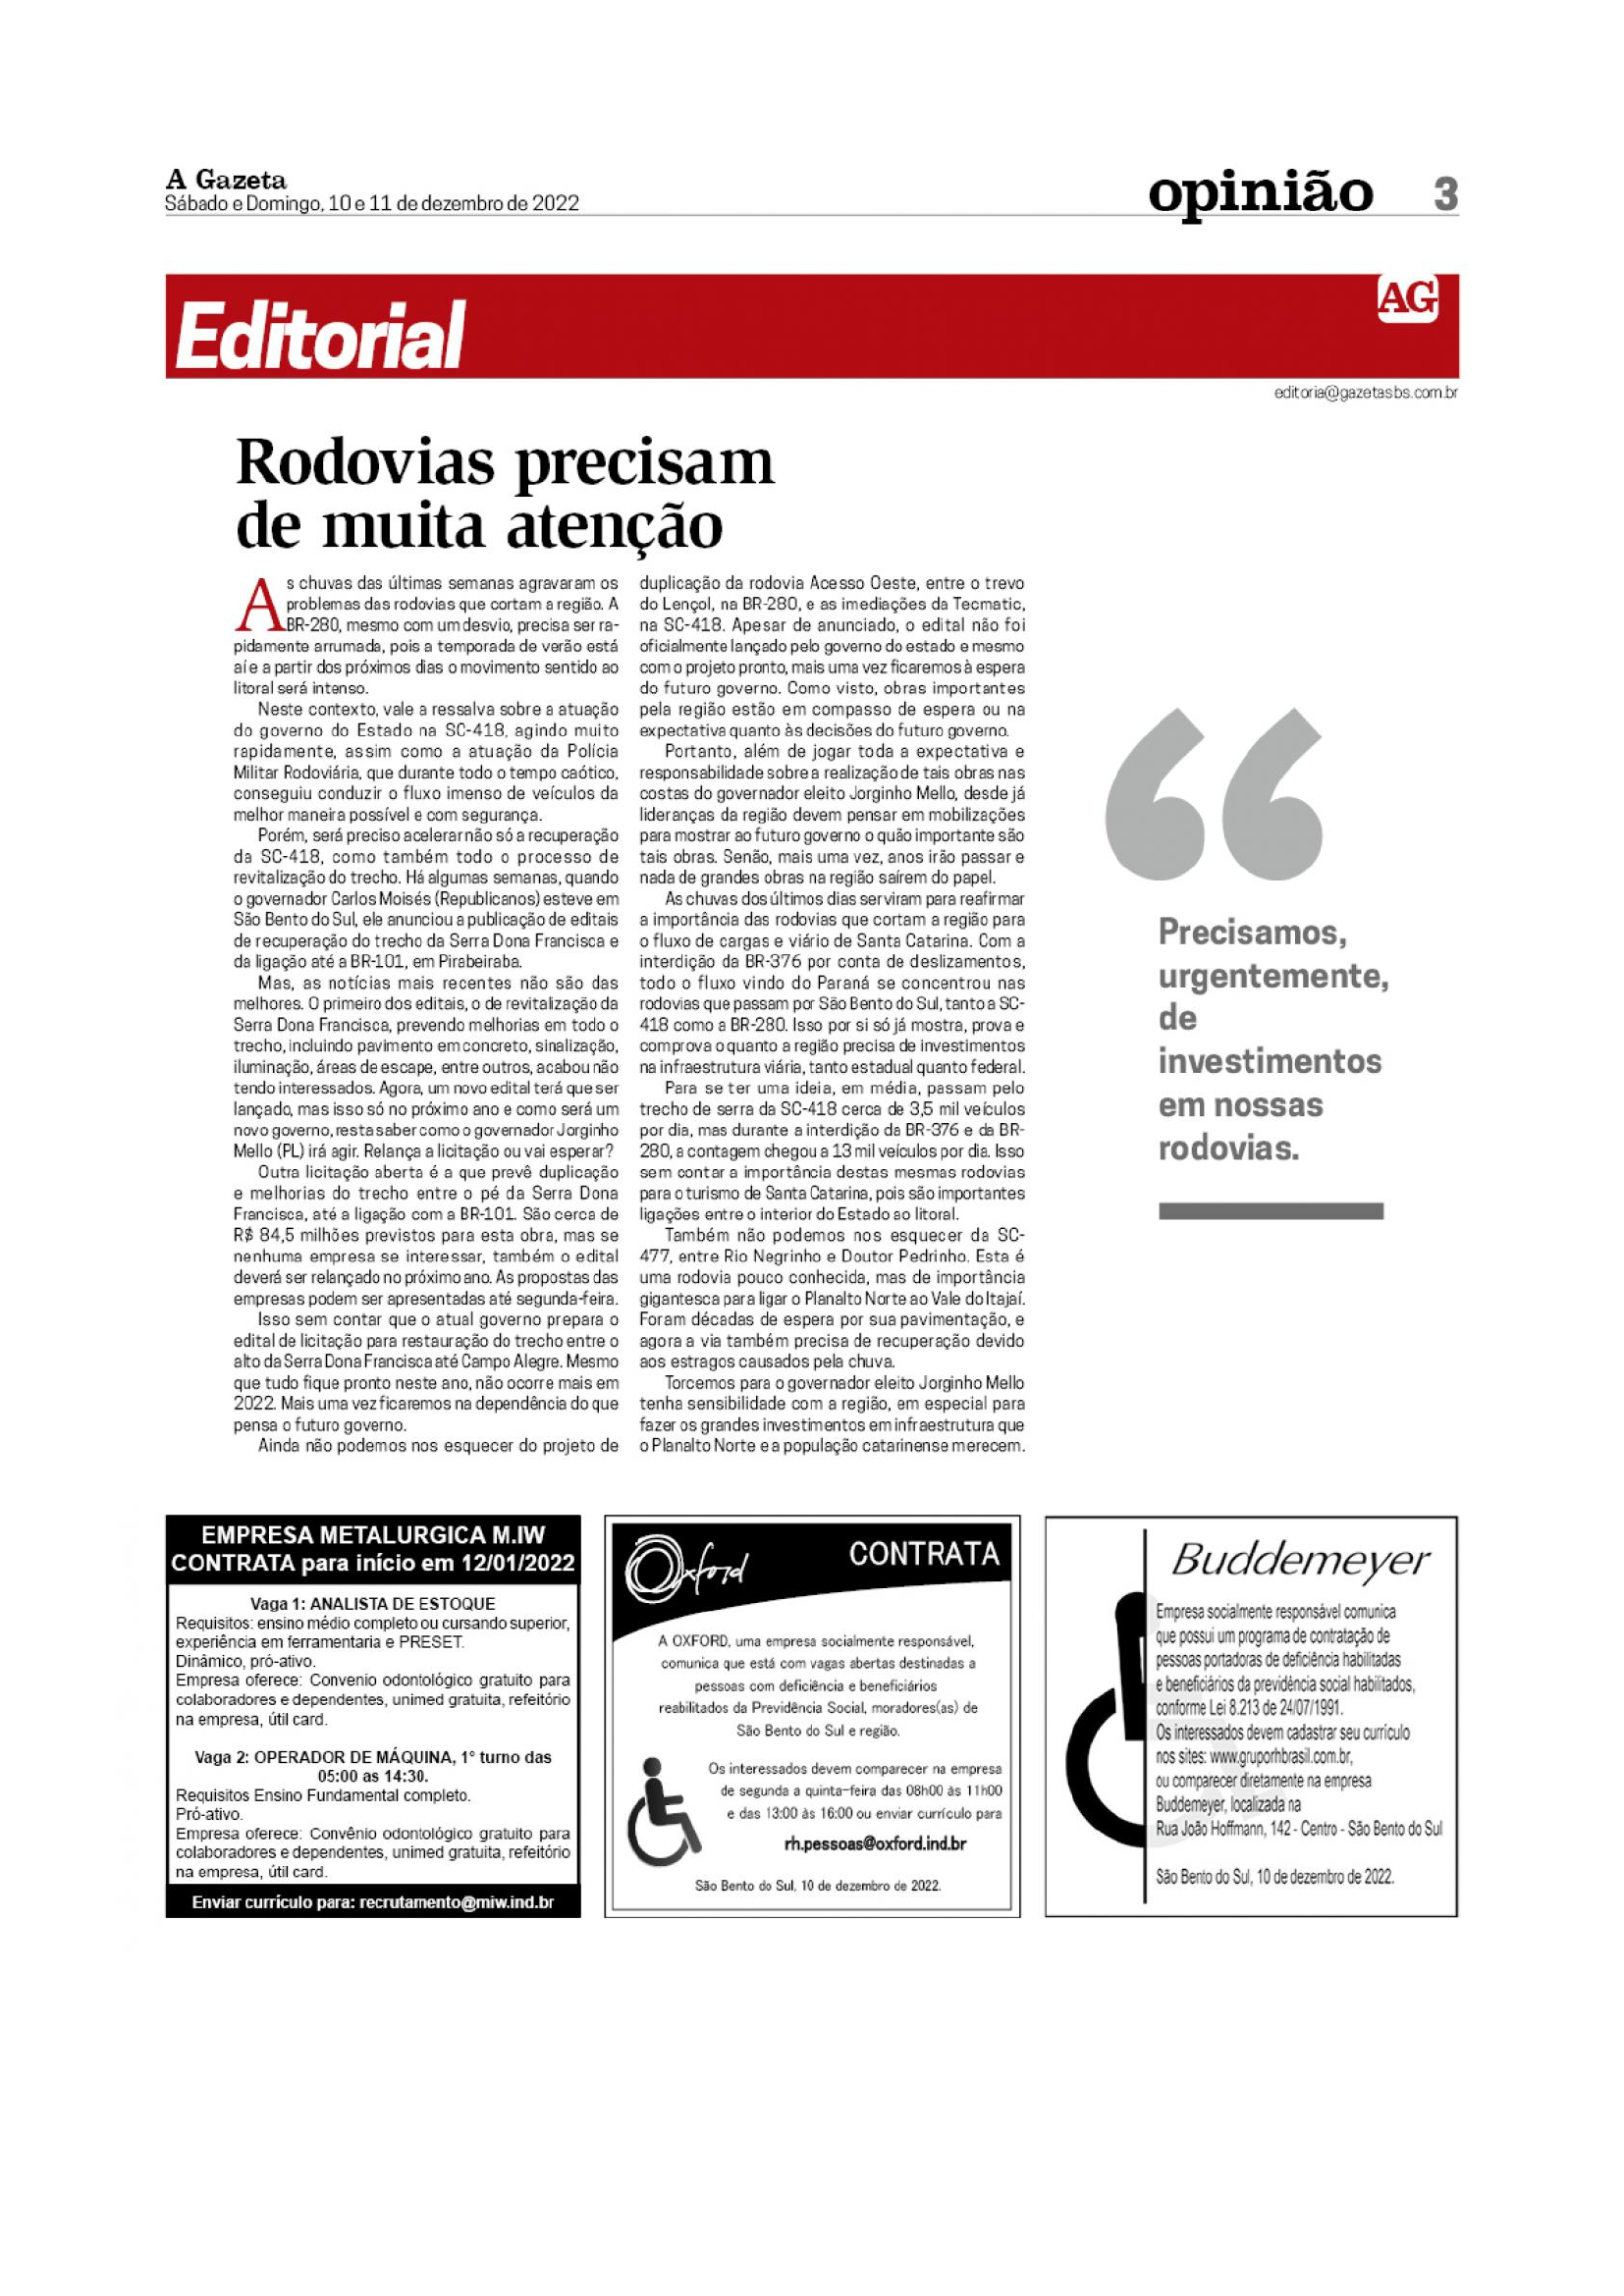 A Gazeta
Sábado e Domingo, 10 e 11 de dezembro de 2022
opinião 3
Editorial
AG
editoria@gazetasbs.com.br
Rodovias precisam
de muita atenção
As chuvas das últimas semanas agravaram os
problemas das rodovias que cortam a região. A
BR-280, mesmo com um desvio, precisa ser ra-
pidamente arrumada, pois a temporada de verão está
aí e a partir dos próximos dias o movimento sentido ao
litoral será intenso.
Neste contexto, vale a ressalva sobre a atuação
do governo do Estado na SC-418, agindo muito
rapidamente, assim como a atuação da Polícia
Militar Rodoviária, que durante todo o tempo caótico,
conseguiu conduzir o fluxo imenso de veículos da
melhor maneira possível e com segurança.
Porém, será preciso acelerar não só a recuperação
da SC-418, como também todo o processo de
revitalização do trecho. Há algumas semanas, quando
o governador Carlos Moisés (Republicanos) esteve em
São Bento do Sul, ele anunciou a publicação de editais
de recuperação do trecho da Serra Dona Francisca e
da ligação até a BR-101, em Pirabeiraba.
Mas, as notícias mais recentes não são das
melhores. O primeiro dos editais, o de revitalização da
Serra Dona Francisca, prevendo melhorias em todo o
trecho, incluindo pavimento em concreto, sinalização,
iluminação, áreas de escape, entre outros, acabou não
tendo interessados. Agora, um novo edital terá que ser
lançado, mas isso só no próximo ano e como será um
novo governo, resta saber como o governador Jorginho
Mello (PL) irá agir. Relança a licitação ou vai esperar?
Outra licitação aberta é a que prevê duplicação
e melhorias do trecho entre o pé da Serra Dona
Francisca, até a ligação com a BR-101. São cerca de
R$ 84,5 milhões previstos para esta obra, mas se
nenhuma empresa se interessar, também o edital
deverá ser relançado no próximo ano. As propostas das
empresas podem ser apresentadas até segunda-feira.
Isso sem contar que o atual governo prepara o
edital de licitação para restauração do trecho entre o
alto da Serra Dona Francisca até Campo Alegre. Mesmo
que tudo fique pronto neste ano, não ocorre mais em
2022. Mais uma vez ficaremos na dependência do que
pensa o futuro governo.
Ainda não podemos nos esquecer do projeto de
duplicação da rodovia Acesso Oeste, entre o trevo
do Lençol, na BR-280, e as imediações da Tecmatic,
na SC-418. Apesar de anunciado, o edital não foi
oficialmente lançado pelo governo do estado e mesmo
com o projeto pronto, mais uma vez ficaremos à espera
do futuro governo. Como visto, obras importantes
pela região estão em compasso de espera ou na
expectativa quanto às decisões do futuro governo.
Portanto, além de jogar toda a expectativa e
responsabilidade sobre a realização de tais obras nas
costas do governador eleito Jorginho Mello, desde já
lideranças da região devem pensar em mobilizações
para mostrar ao futuro governo o quão importante são
tais obras. Senão, mais uma vez, anos irão passar e
nada de grandes obras na região saírem do papel.
As chuvas dos últimos dias serviram para reafirmar
a importância das rodovias que cortam a região para
o fluxo de cargas e viário de Santa Catarina. Com a
interdição da BR-376 por conta de deslizamentos,
todo o fluxo vindo do Paraná se concentrou nas
rodovias que passam por São Bento do Sul, tanto a SC-
418 como a BR-280. Isso por si só já mostra, prova e
comprova o quanto a região precisa de investimentos
na infraestrutura viária, tanto estadual quanto federal.
Para se ter uma ideia, em média, passam pelo
trecho de serra da SC-418 cerca de 3,5 mil veículos
por dia, mas durante a interdição da BR-376 e da BR-
280, a contagem chegou a 13 mil veículos por dia. Isso
sem contar a importância destas mesmas rodovias
para o turismo de Santa Catarina, pois são importantes
ligações entre o interior do Estado ao litoral.
Também não podemos nos esquecer da SC-
477, entre Rio Negrinho e Doutor Pedrinho. Esta é
uma rodovia pouco conhecida, mas de importância
gigantesca para ligar o Planalto Norte ao Vale do Itajaí.
Foram décadas de espera por sua pavimentação, e
agora a via também precisa de recuperação devido
aos estragos causados pela chuva.
Torcemos para o governador eleito Jorginho Mello
tenha sensibilidade com a região, em especial para
fazer os grandes investimentos em infraestrutura que
o Planalto Norte e a população catarinense merecem.
“
Precisamos,
urgentemente,
de
investimentos
em nossas
rodovias.
EMPRESA METALURGICA M.IW
CONTRATA para início em 12/01/2022
Vaga 1: ANALISTA DE ESTOQUE
Requisitos: ensino médio completo ou cursando superior,
experiência em ferramentaria e PRESET.
Dinâmico, pró-ativo.
Empresa oferece: Convenio odontológico gratuito para
colaboradores e dependentes, unimed gratuita, refeitório
na empresa, útil card.
Vaga 2: OPERADOR DE MÁQUINA, 1° turno das
05:00 as 14:30.
Requisitos Ensino Fundamental completo.
Pró-ativo.
Empresa oferece: Convênio odontológico gratuito para
colaboradores e dependentes, unimed gratuita, refeitório
na empresa, útil card.
Enviar currículo para: recrutamento@miw.ind.br
Oxford
CONTRATA
A OXFORD, uma empresa socialmente responsável,
comunica que está com vagas abertas destinadas a
pessoas com deficiência e beneficiários
reabilitados da Previdência Social, moradores(as) de
São Bento do Sul e região.
Os interessados devem comparecer na empresa
de segunda a quinta-feira das 08h00 às 11h00
e das 13:00 às 16:00 ou enviar currículo para
rh.pessoas@oxford.ind.br
São Bento do Sul, 10 de dezembro de 2022.
Buddemeyer
Empresa socialmente responsável comunica
que possui um programa de contratação de
pessoas portadoras de deficiência habilitadas
e beneficiários da previdência social habilitados,
conforme Lei 8.213 de 24/07/1991.
Os interessados devem cadastrar seu currículo
nos sites: www.gruporhbrasil.com.br,
ou comparecer diretamente na empresa
Buddemeyer, localizada na
Rua João Hoffmann, 142 - Centro - São Bento do Sul
São Bento do Sul, 10 de dezembro de 2022.